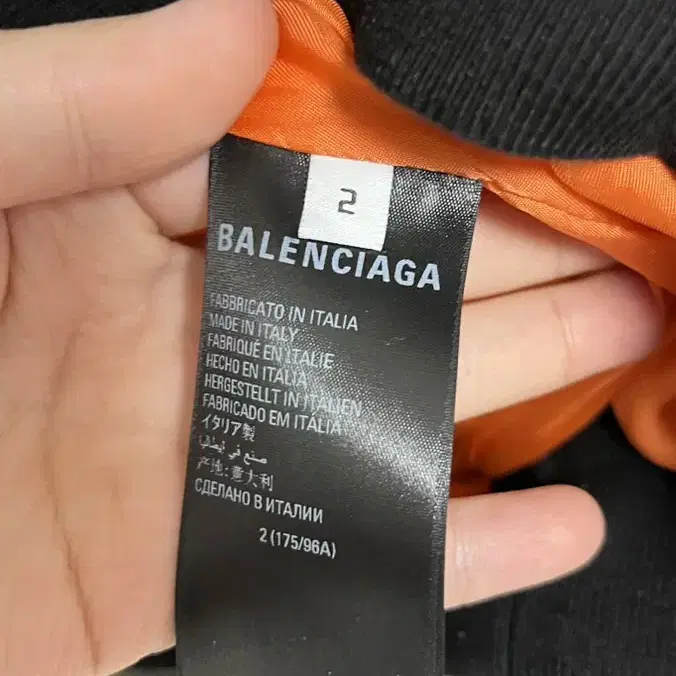 2
BALENCIAGA
FABBRICATO IN ITALIA
MADE IN ITALY
FABRIQUÉ EN ITALIE
HECHO EN ITALIA
HERGESTELLT IN ITALIEN
FABRICADO EM ITÁLIA
イタリア製
صنع في إيطاليا
产地:意大利
СДЕЛАНО В ИТАЛИИ
2 (175/96A)